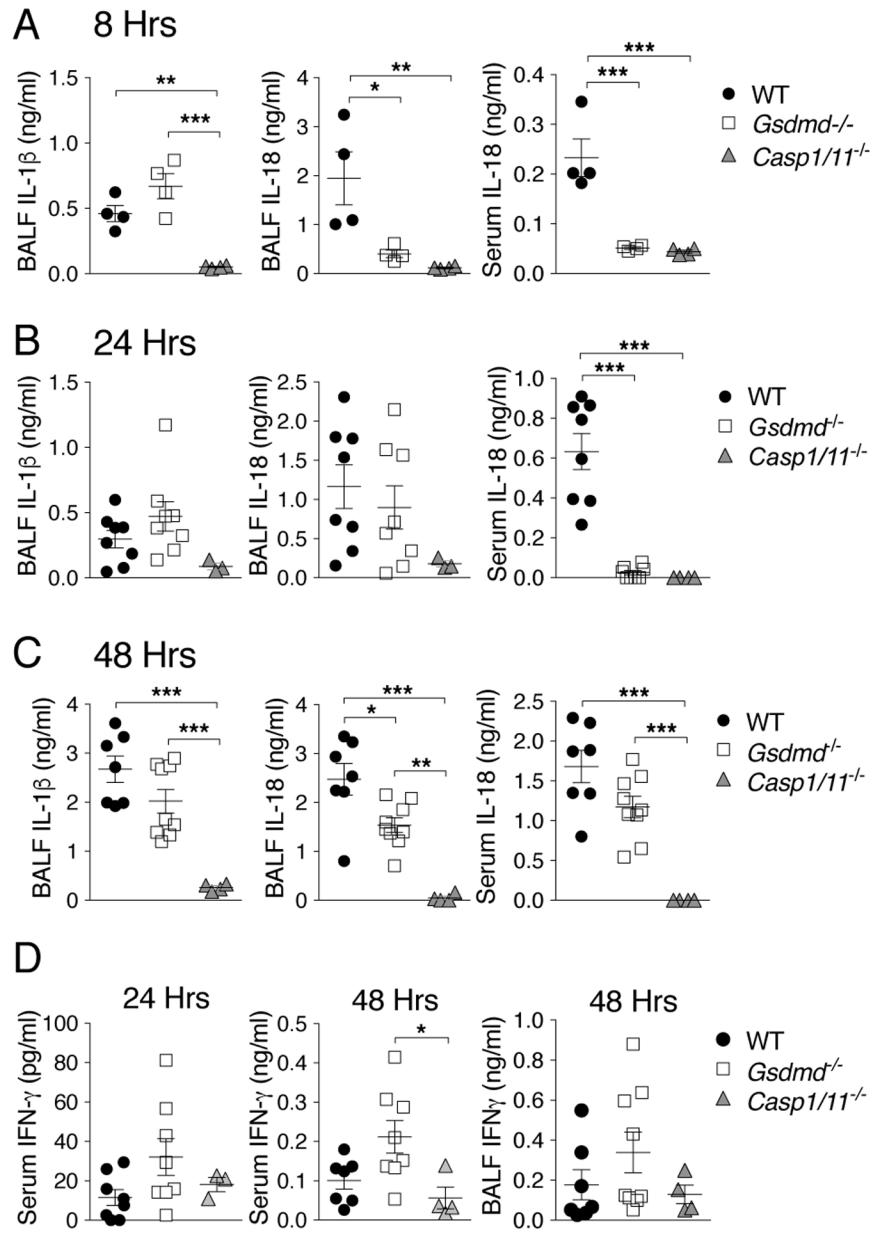 A 8 Hrs
BALF IL-1β (ng/ml)
1.5
1.0
0.5
0.0
**
***
BALF IL-18 (ng/ml)
4
3
2
1
0
**
*
Serum IL-18 (ng/ml)
0.4
0.3
0.2
0.1
0.0
***
***
WT
Gsdmd-/-
Casp1/11-/-
B 24 Hrs
BALF IL-1β (ng/ml)
1.5
1.0
0.5
0.0
BALF IL-18 (ng/ml)
2.5
2.0
1.5
1.0
0.5
0.0
Serum IL-18 (ng/ml)
1.0
0.8
0.6
0.4
0.2
0.0
***
***
WT
Gsdmd-/-
Casp1/11-/-
C 48 Hrs
BALF IL-1β (ng/ml)
4
3
2
1
0
***
***
BALF IL-18 (ng/ml)
4
3
2
1
0
***
*
**
Serum IL-18 (ng/ml)
2.5
2.0
1.5
1.0
0.5
0.0
***
***
WT
Gsdmd-/-
Casp1/11-/-
D
24 Hrs
Serum IFN-γ (pg/ml)
100
80
60
40
20
0
48 Hrs
Serum IFN-γ (ng/ml)
0.5
0.4
0.3
0.2
0.1
0.0
*
48 Hrs
BALF IFNγ (ng/ml)
1.0
0.8
0.6
0.4
0.2
0.0
WT
Gsdmd-/-
Casp1/11-/-